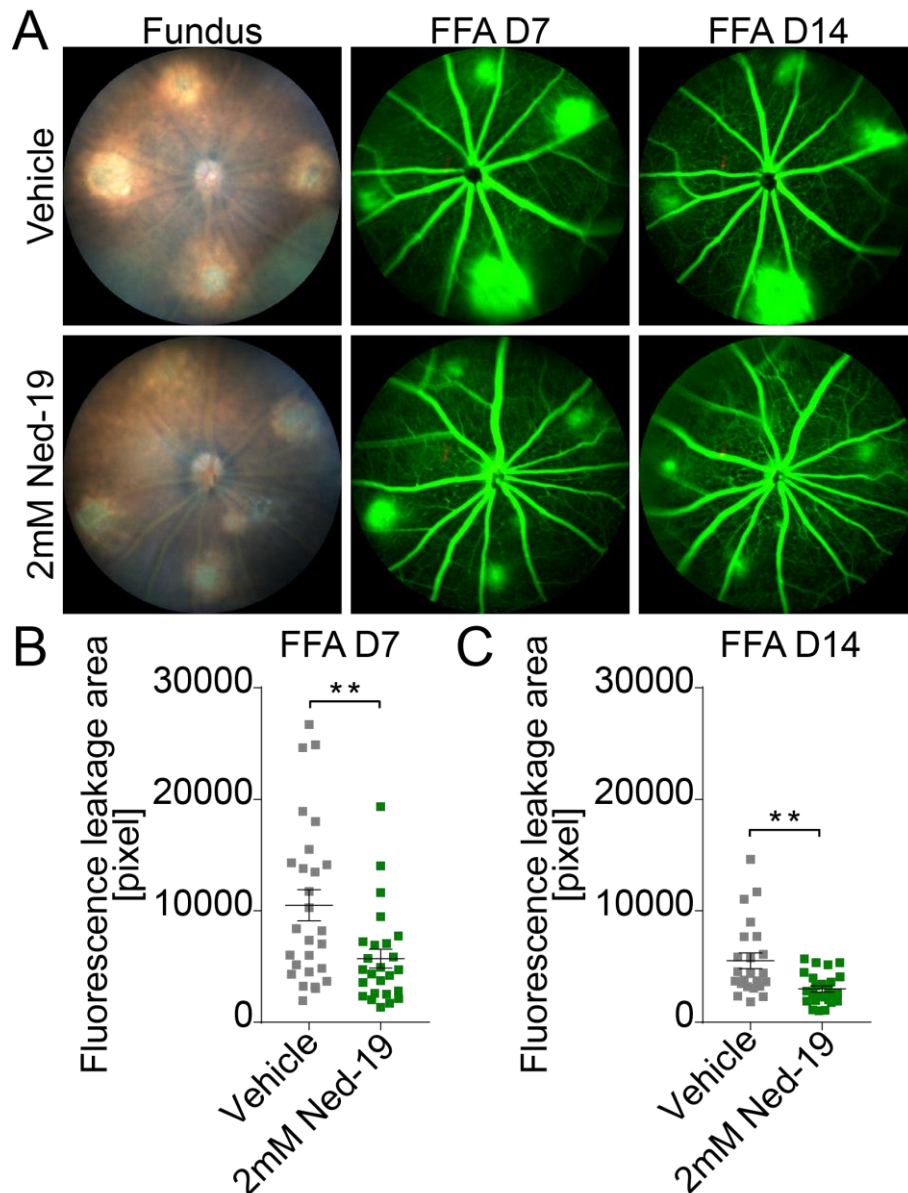 A
Fundus
FFA D7
FFA D14
Vehicle
2mM Ned-19
B
FFA D7
Fluorescence leakage area
[pixel]
30000
20000
10000
0
**
Vehicle
2mM Ned-19
C
FFA D14
Fluorescence leakage area
[pixel]
30000
20000
10000
0
**
Vehicle
2mM Ned-19